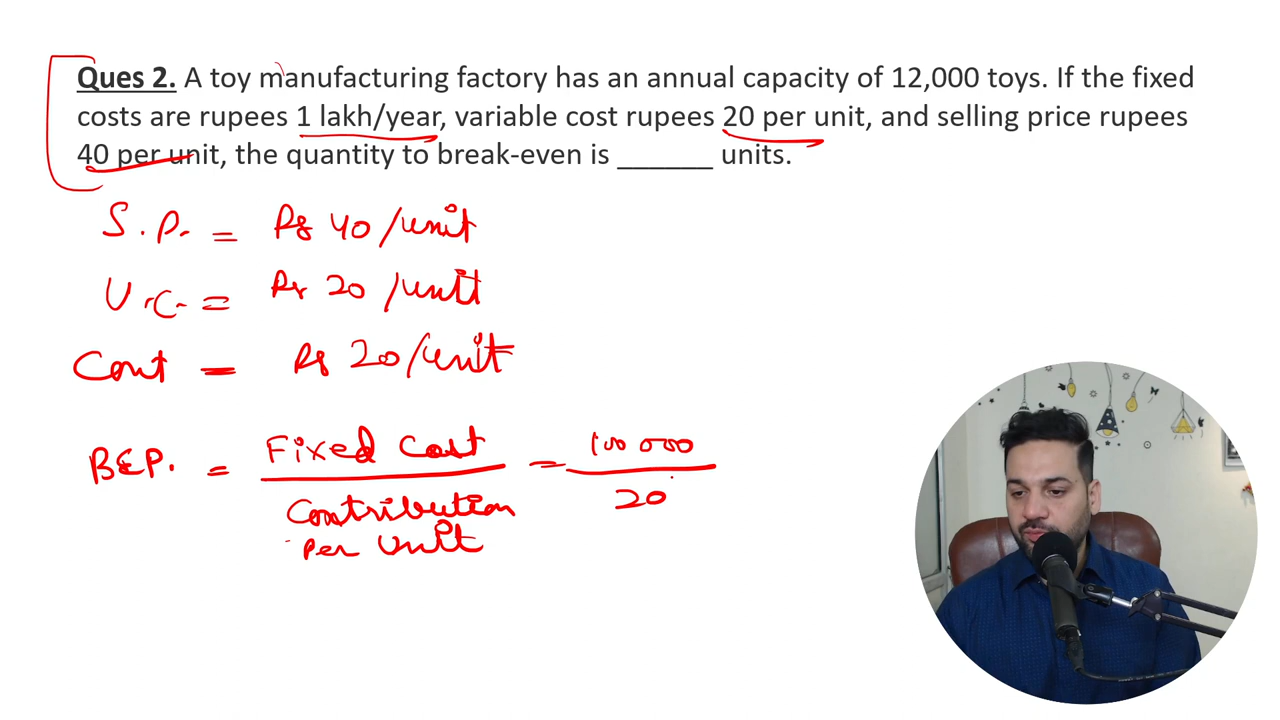 Ques 2. A toy manufacturing factory has an annual capacity of 12,000 toys. If the fixed
costs are rupees 1 lakh/year, variable cost rupees 20 per unit, and selling price rupees
40 per unit, the quantity to break-even is ______ units.
S.P. = Rs 40/unit
V.C. = Rs 20/unit
Cont = Rs 20/unit
B.E.P. = Fixed Cost / Contribution Per Unit = 100000 / 20